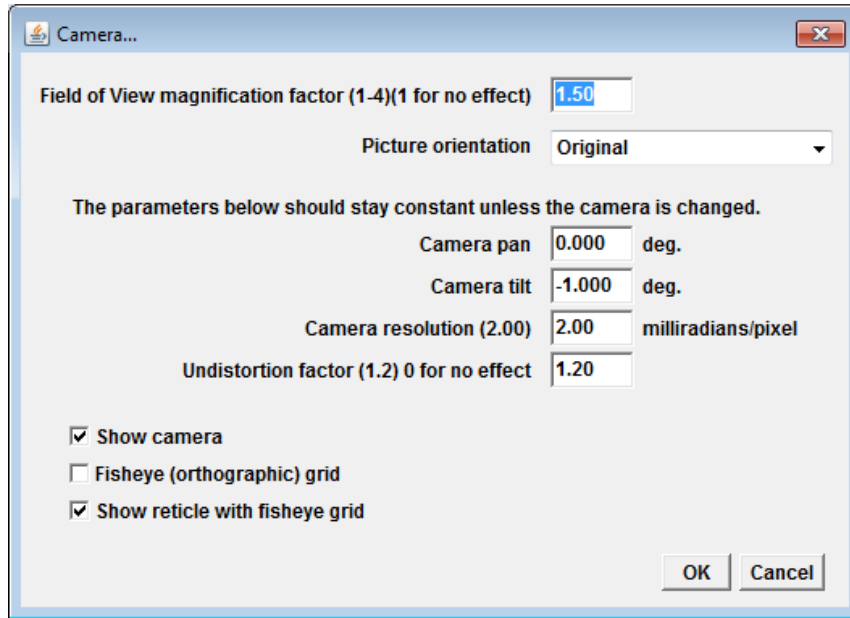 Camera...
Field of View magnification factor (1-4)(1 for no effect) 1.50
Picture orientation Original
The parameters below should stay constant unless the camera is changed.
Camera pan 0.000 deg.
Camera tilt -1.000 deg.
Camera resolution (2.00) 2.00 milliradians/pixel
Undistortion factor (1.2) 0 for no effect 1.20
Show camera
Fisheye (orthographic) grid
Show reticle with fisheye grid
OK Cancel